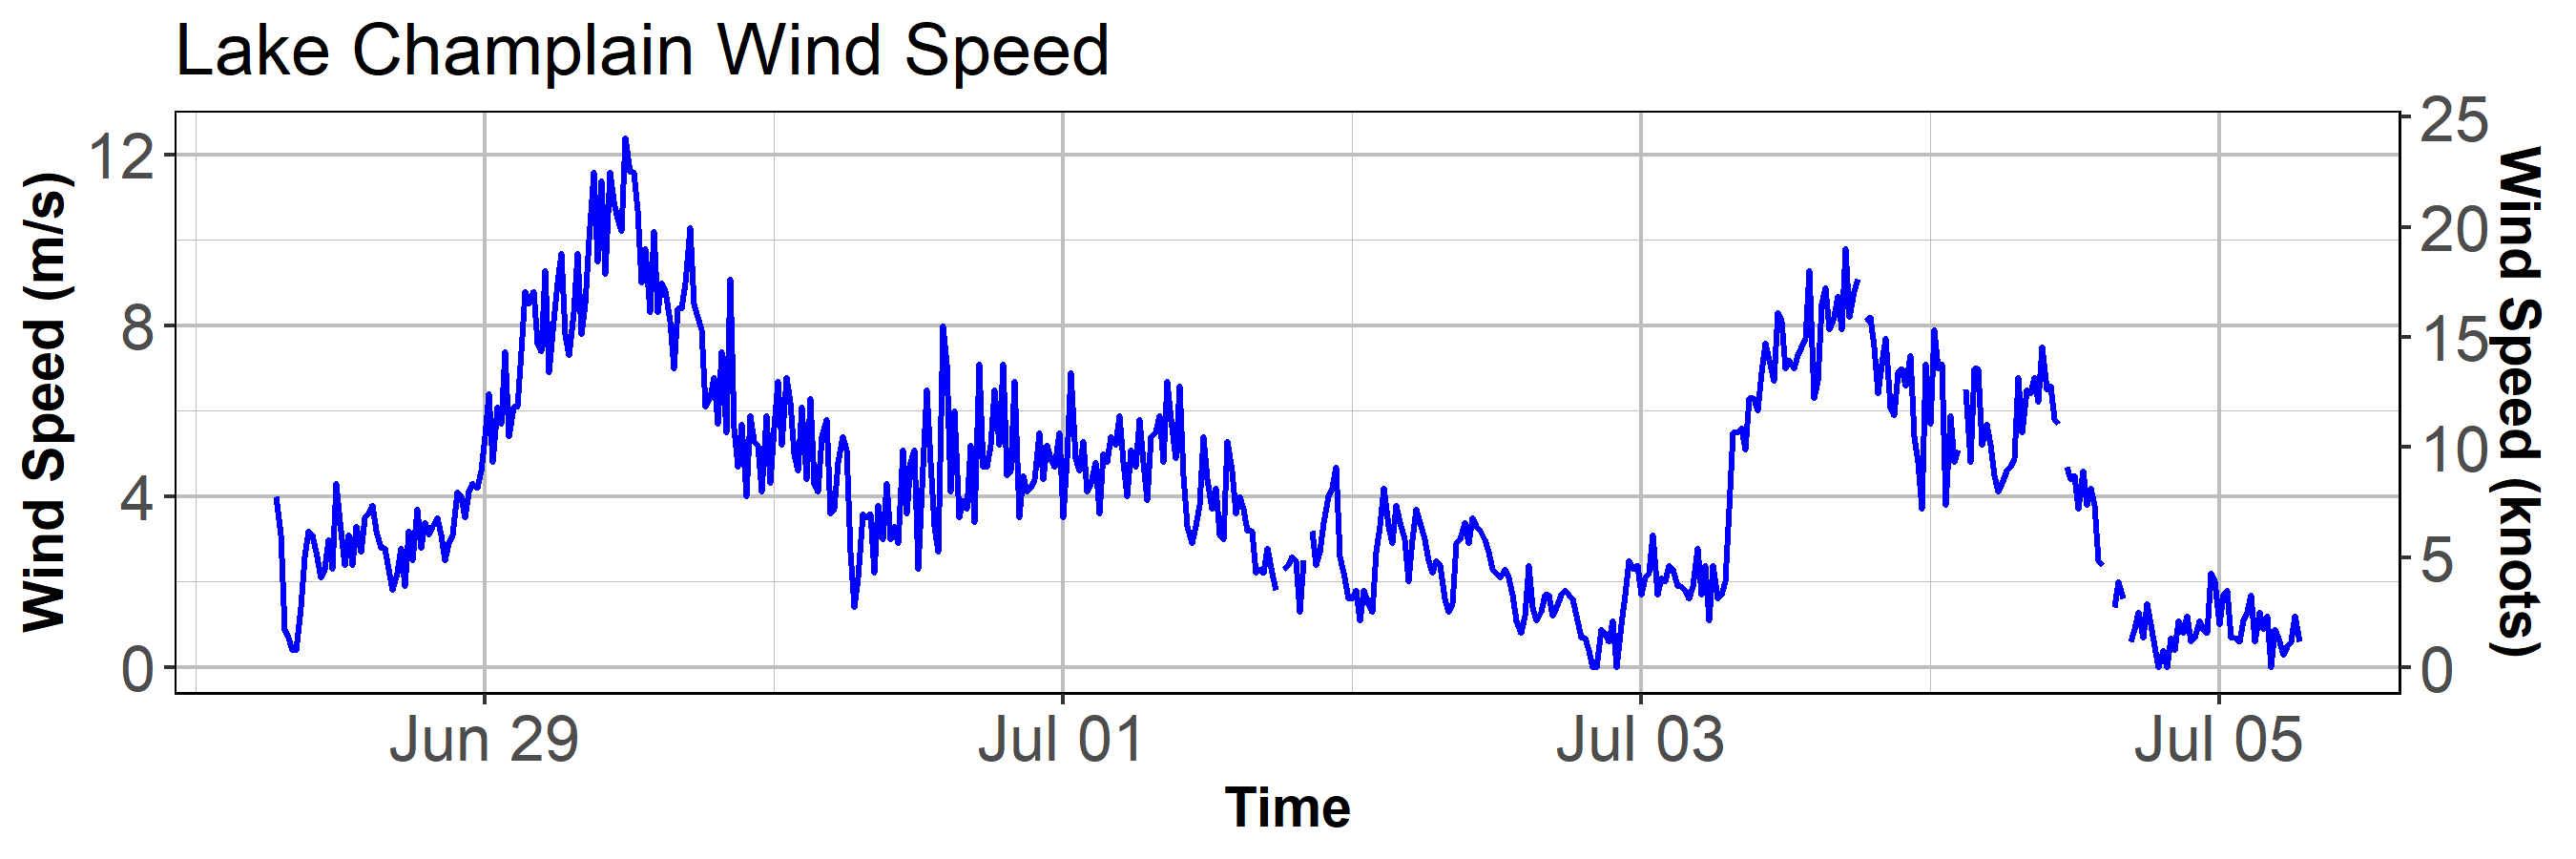 Lake Champlain Wind Speed
Wind Speed (m/s)
12
8
4
0
25
20
15
10
5
0
Wind Speed (knots)
Jun 29
Jul 01
Jul 03
Jul 05
Time